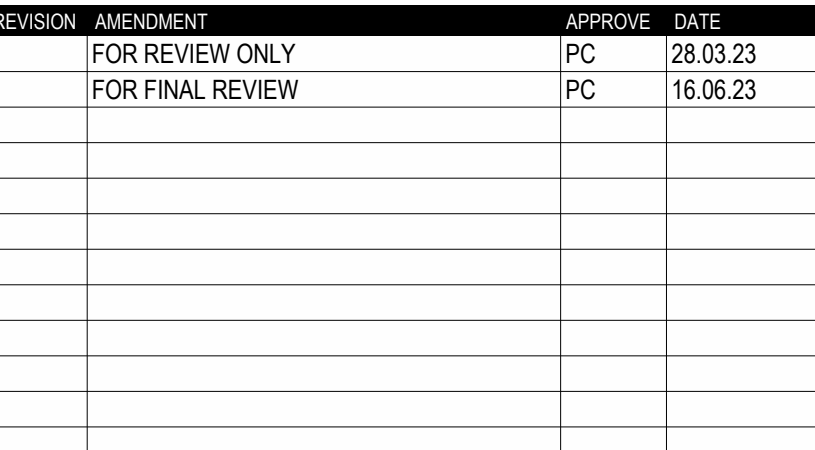 REVISION AMENDMENT APPROVE DATE
FOR REVIEW ONLY PC 28.03.23
FOR FINAL REVIEW PC 16.06.23